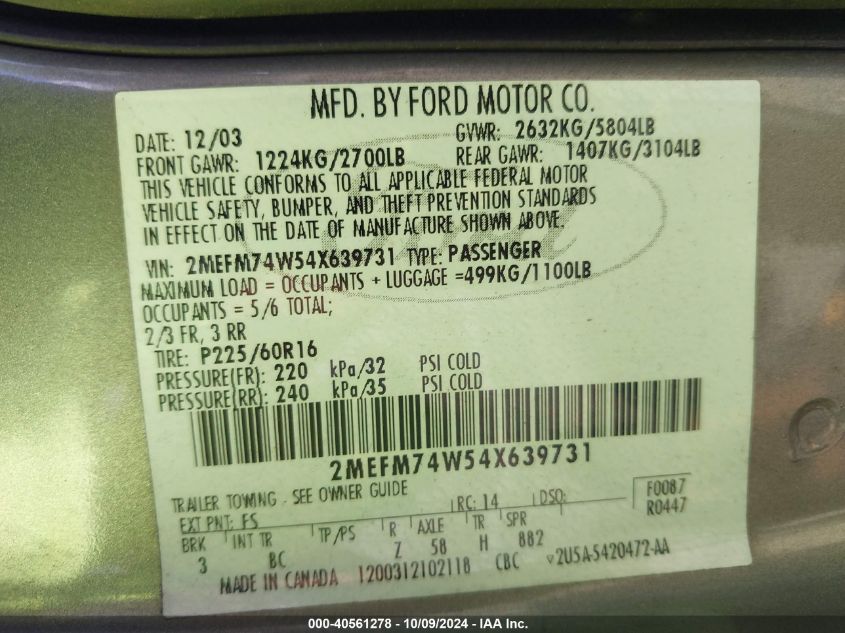 MFD. BY FORD MOTOR CO.
DATE: 12/03 GVWR: 2632KG/5804LB
FRONT GAWR: 1224KG/2700LB REAR GAWR: 1407KG/3104LB
THIS VEHICLE CONFORMS TO ALL APPLICABLE FEDERAL MOTOR
VEHICLE SAFETY, BUMPER, AND THEFT PREVENTION STANDARDS
IN EFFECT ON THE DATE OF MANUFACTURE SHOWN ABOVE.
VIN: 2MEFM74W54X639731 TYPE: PASSENGER
MAXIMUM LOAD = OCCUPANTS + LUGGAGE =499KG/1100LB
OCCUPANTS = 5/6 TOTAL;
2/3 FR, 3 RR
TIRE: P225/60R16
PRESSURE(FR): 220 kPa/32 PSI COLD
PRESSURE(RR): 240 kPa/35 PSI COLD
2MEFM74W54X639731
TRAILER TOWING - SEE OWNER GUIDE
EXT PNT: FS RC: 14 DSO: F0087
R0447
BRK INT TR TP/PS R AXLE TR SPR
3 BC Z 58 H 882
MADE IN CANADA 1200312102118 CBC 2U5A-5420472-AA
000-40561278 - 10/09/2024 - IAA Inc.